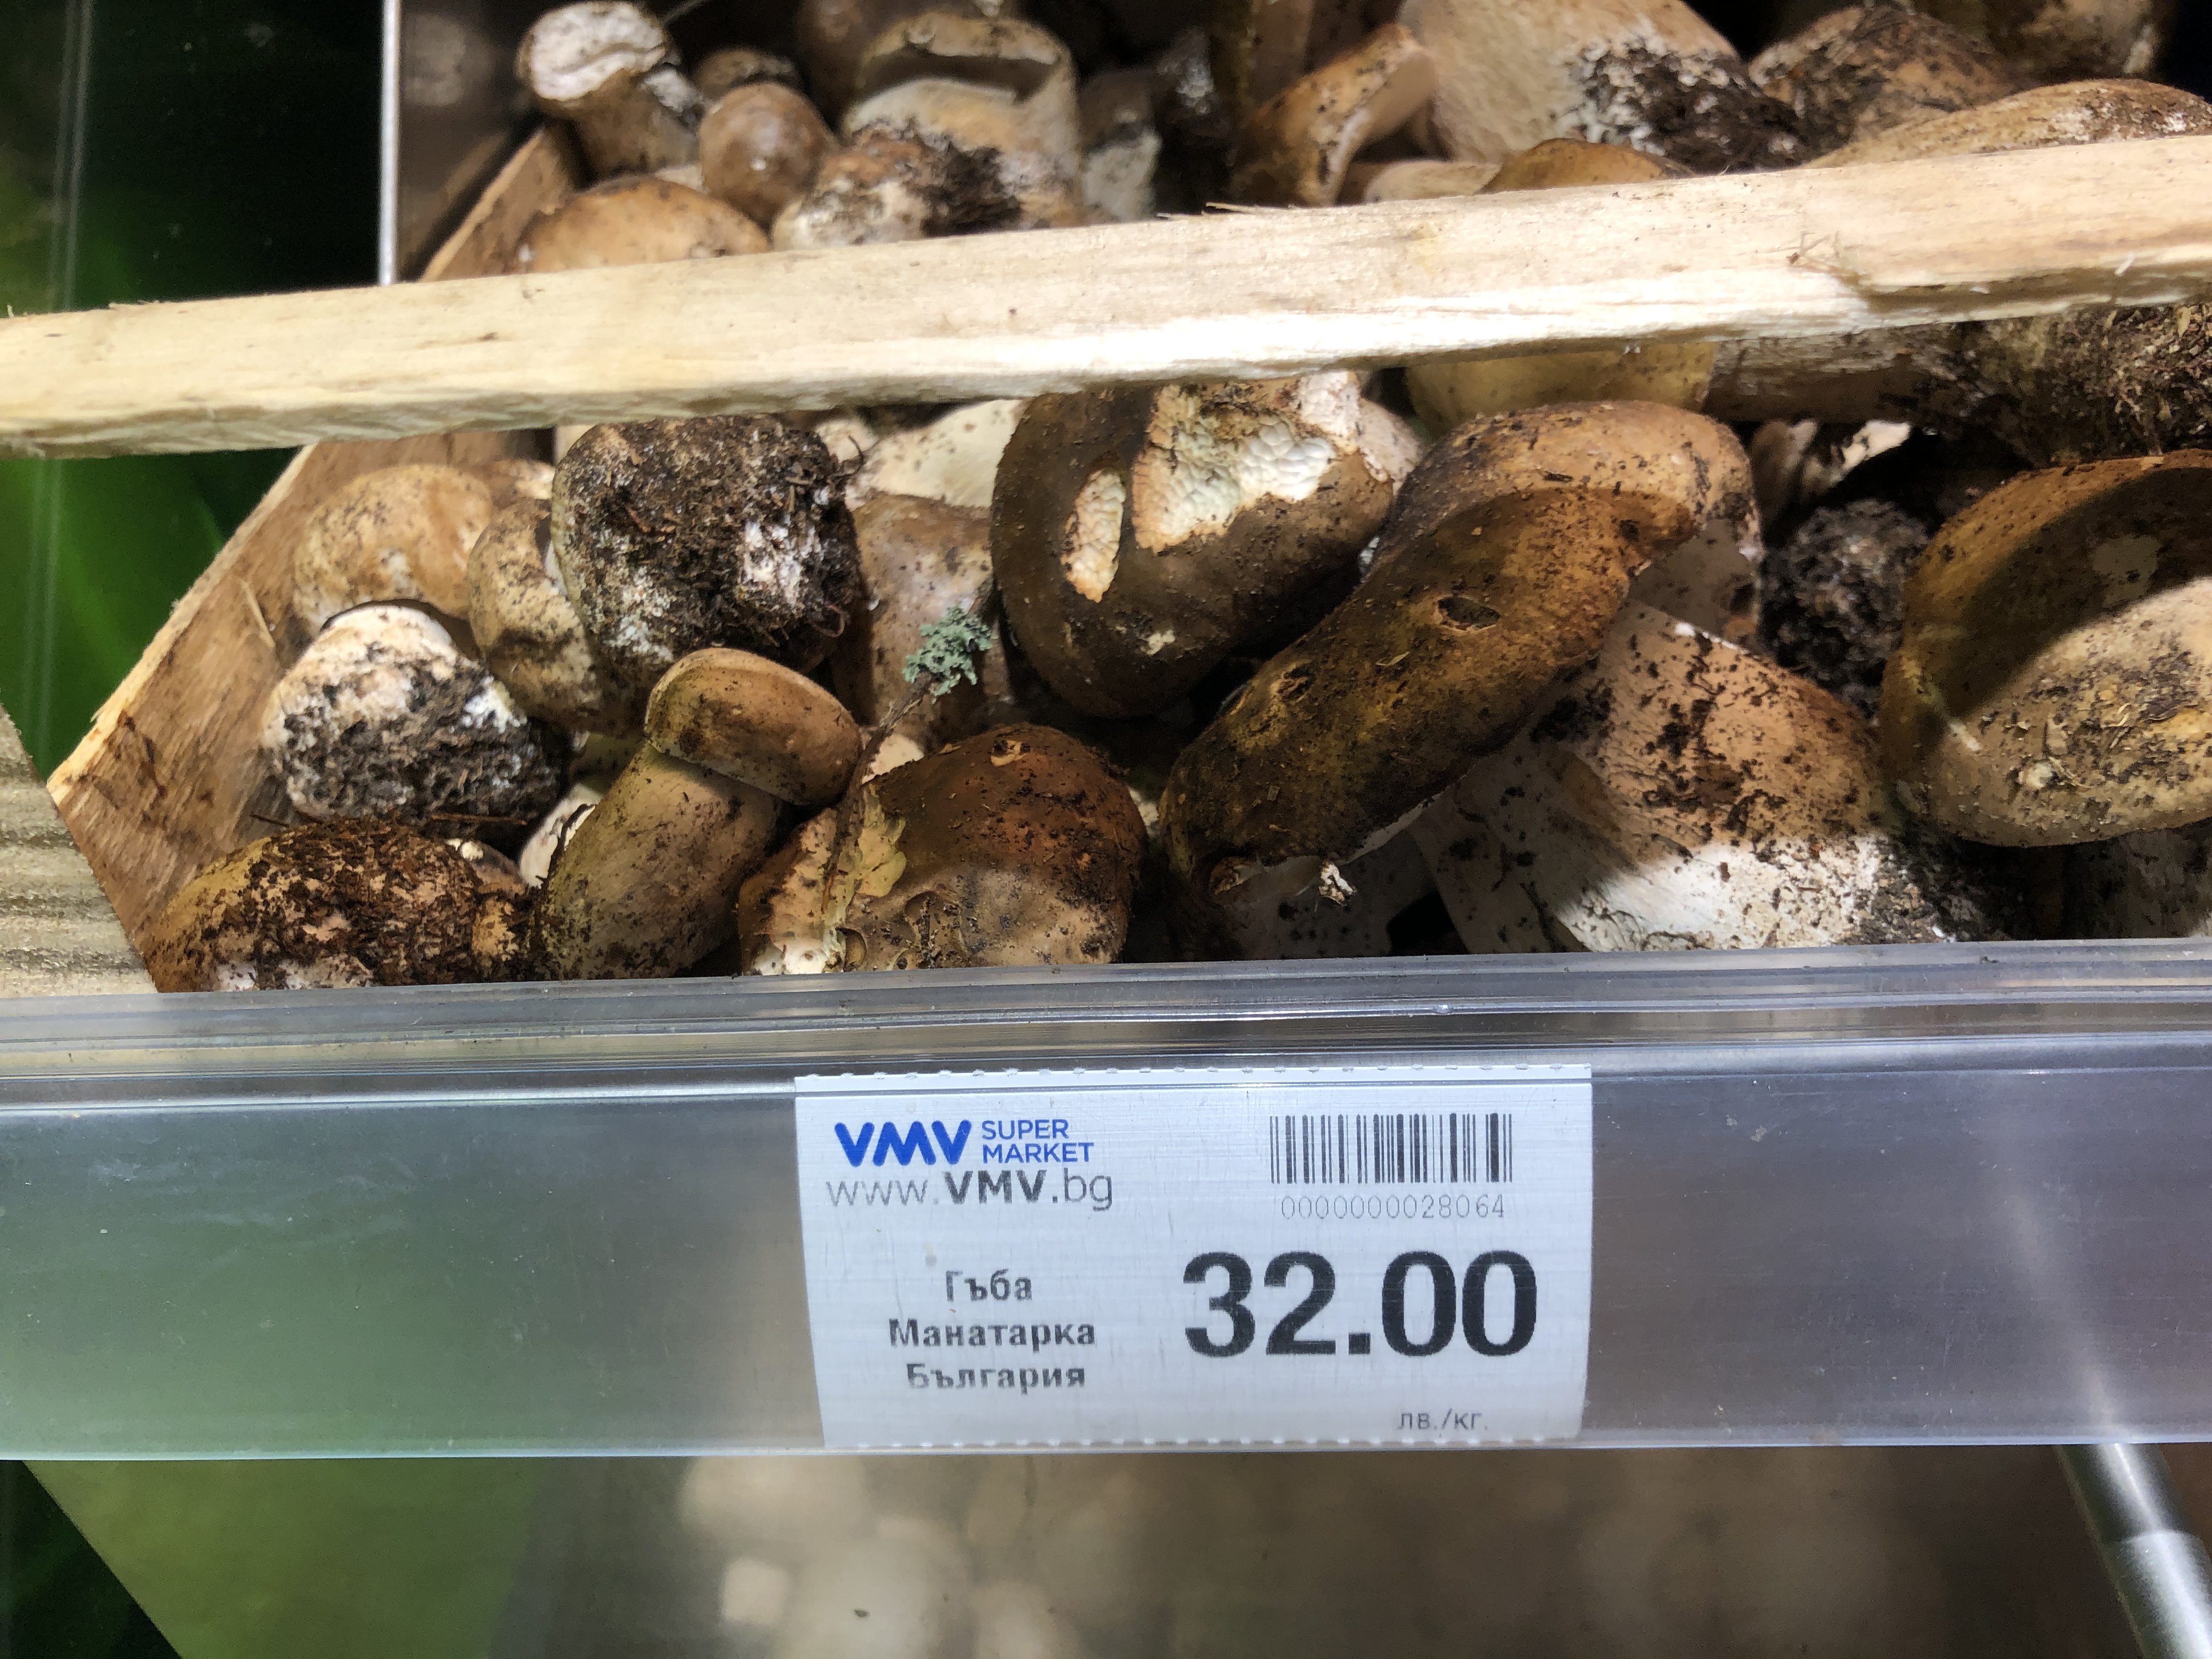 VMV SUPER
MARKET
www.VMV.bg
0000000028064
Гъба
Манатарка
България
32.00
лв./кг.